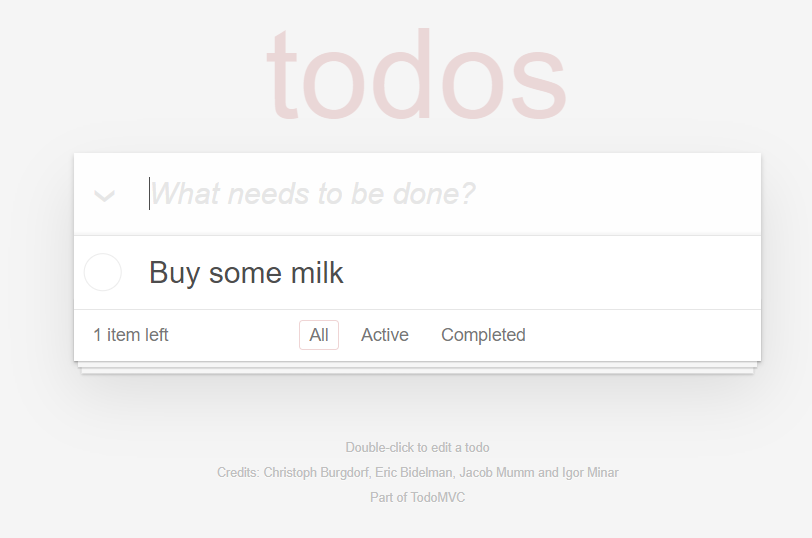 todos
What needs to be done?
Buy some milk
1 item left All Active Completed
Double-click to edit a todo
Credits: Christoph Burgdorf, Eric Bidelman, Jacob Mumm and Igor Minar
Part of TodoMVC